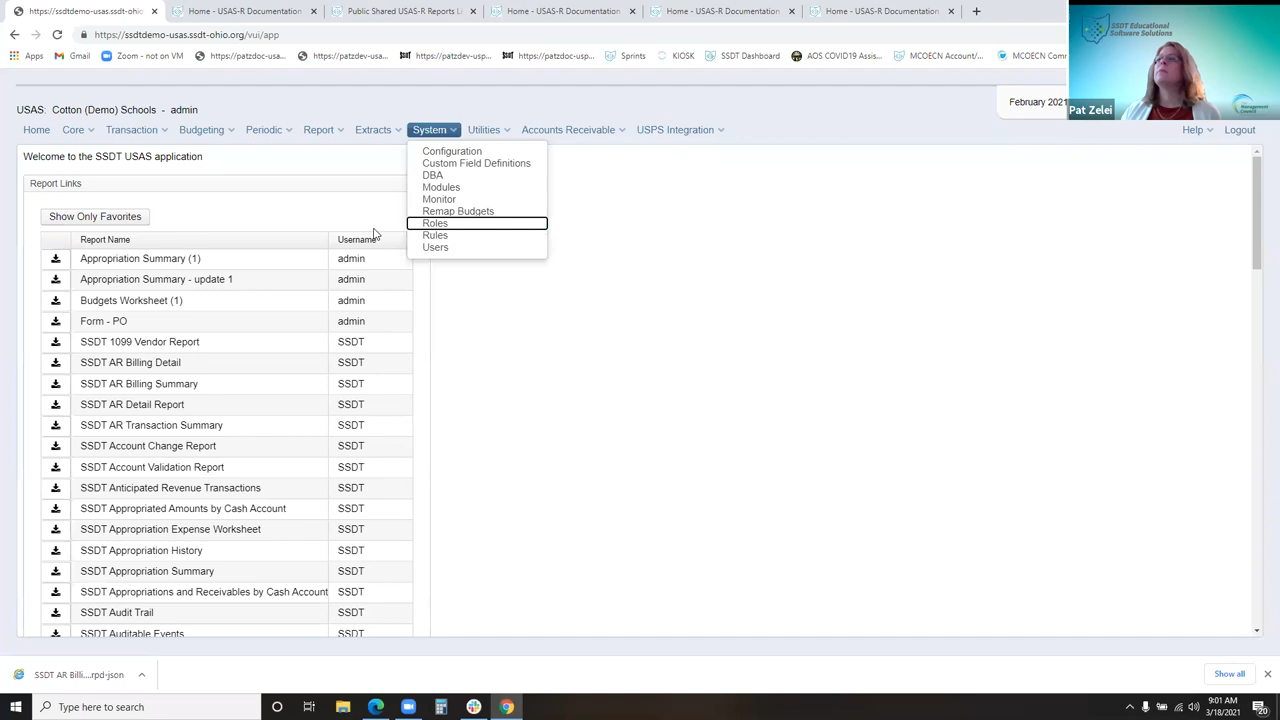 https://ssdtdemo-usas.ssdt-ohio.org
Home - USAS-R Documentation
Public Shared USAS-R Reports Li
Home - USAS-R Documentation
Home - USAS-R Documentation
Home - USAS-R Documentation
https://ssdtdemo-usas.ssdt-ohio.org/vui/app
Apps
Gmail
Zoom - not on VM
https://patzdoc-usa...
https://patzdev-usa...
https://patzdev-usp...
https://patzdoc-usp...
Sprints
KIOSK
SSDT Dashboard
AOS COVID19 Assis...
MCOECN Account/...
MCOECN Comm
SSDT Educational
Software Solutions
Pat Zelei
USAS: Cotton (Demo) Schools - admin
February 2021
Home
Core
Transaction
Budgeting
Periodic
Report
Extracts
System
Utilities
Accounts Receivable
USPS Integration
Help
Logout
Welcome to the SSDT USAS application
Configuration
Custom Field Definitions
DBA
Modules
Monitor
Remap Budgets
Roles
Rules
Users
Report Links
Show Only Favorites
Report Name Username
Appropriation Summary (1) admin
Appropriation Summary - update 1 admin
Budgets Worksheet (1) admin
Form - PO admin
SSDT 1099 Vendor Report SSDT
SSDT AR Billing Detail SSDT
SSDT AR Billing Summary SSDT
SSDT AR Detail Report SSDT
SSDT AR Transaction Summary SSDT
SSDT Account Change Report SSDT
SSDT Account Validation Report SSDT
SSDT Anticipated Revenue Transactions SSDT
SSDT Appropriated Amounts by Cash Account SSDT
SSDT Appropriation Expense Worksheet SSDT
SSDT Appropriation History SSDT
SSDT Appropriation Summary SSDT
SSDT Appropriations and Receivables by Cash Account SSDT
SSDT Audit Trail SSDT
SSDT Auditable Events SSDT
SSDT AR Billi....rpd-json
Show all
Type here to search
9:01 AM
3/18/2021
20